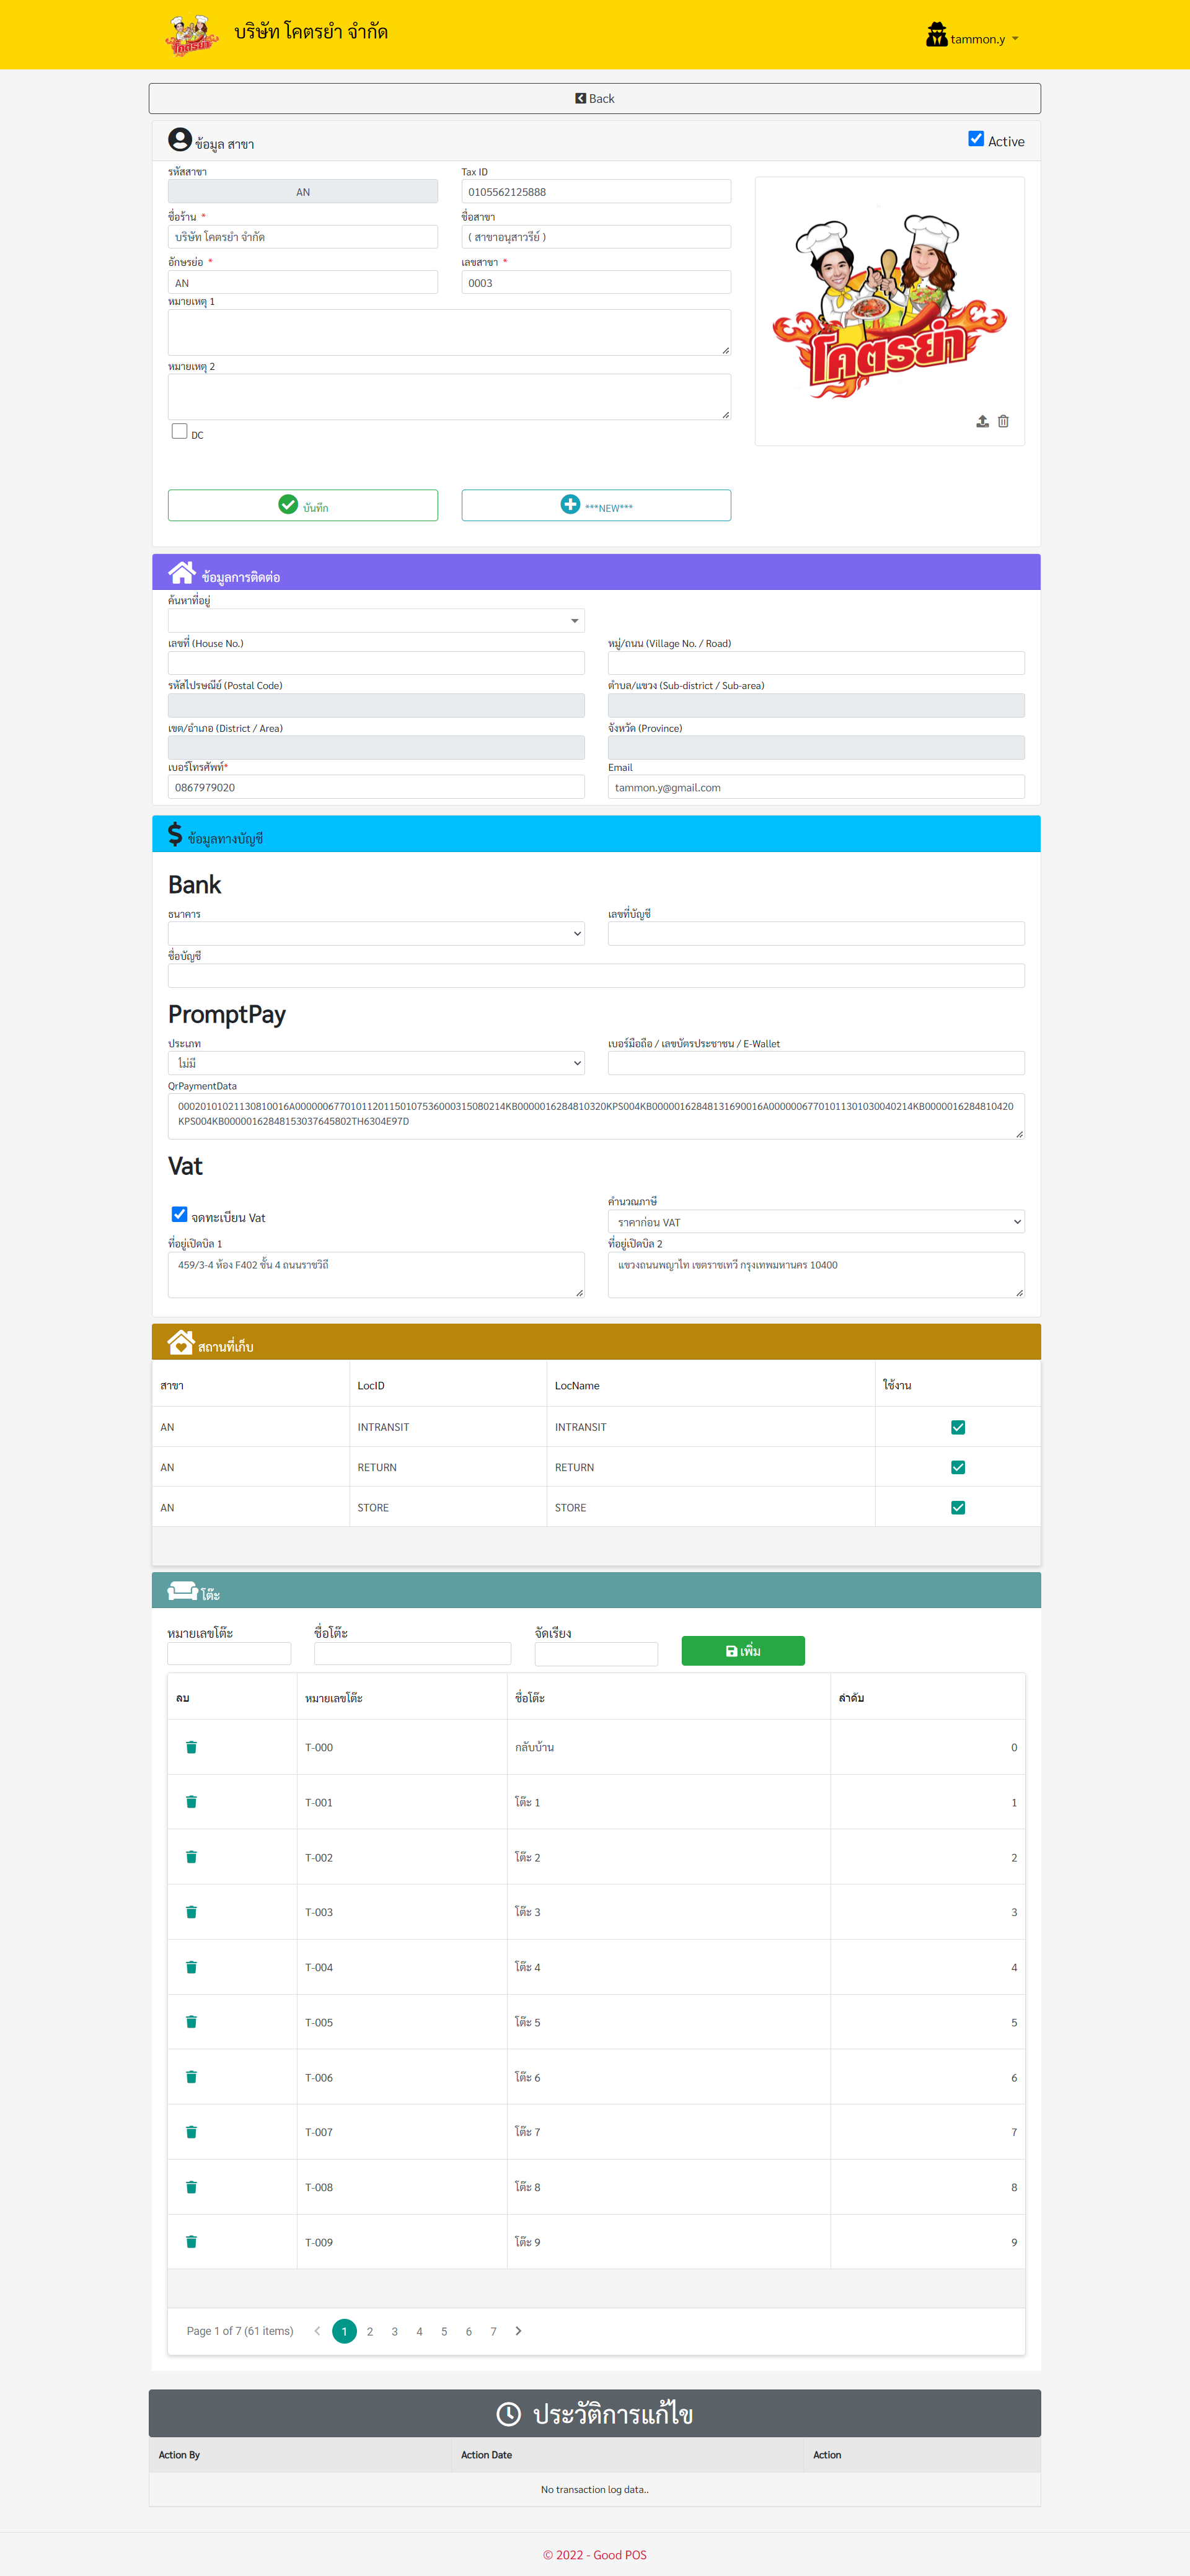 โคตรยำ บริษัท โคตรยำ จำกัด tammon.y
Back
ข้อมูล สาขา Active
รหัสสาขา Tax ID
AN 0105562125888
ชื่อร้าน * ชื่อสาขา
บริษัท โคตรยำ จำกัด ( สาขาอนุสาวรีย์ )
อักษรย่อ * เลขสาขา *
AN 0003
หมายเหตุ 1
หมายเหตุ 2
DC
โคตรยำ
บันทึก ***NEW***
ข้อมูลการติดต่อ
ค้นหาที่อยู่
เลขที่ (House No.) หมู่/ถนน (Village No. / Road)
รหัสไปรษณีย์ (Postal Code) ตำบล/แขวง (Sub-district / Sub-area)
เขต/อำเภอ (District / Area) จังหวัด (Province)
เบอร์โทรศัพท์* Email
0867979020 tammon.y@gmail.com
ข้อมูลทางบัญชี
Bank
ธนาคาร เลขที่บัญชี
ชื่อบัญชี
PromptPay
ประเภท เบอร์มือถือ / เลขบัตรประชาชน / E-Wallet
ไม่มี
QrPaymentData
00020101021130810016A00000067701011201150107536000315080214KB0000016284810320KPS004KB00000162848131690016A00000067701011301030040214KB0000016284810420
KPS004KB00000162848153037645802TH6304E97D
Vat
จดทะเบียน Vat คำนวณภาษี
ราคาก่อน VAT
ที่อยู่เปิดบิล 1 ที่อยู่เปิดบิล 2
459/3-4 ห้อง F402 ชั้น 4 ถนนราชวิถี แขวงถนนพญาไท เขตราชเทวี กรุงเทพมหานคร 10400
สถานที่เก็บ
สาขา LocID LocName ใช้งาน
AN INTRANSIT INTRANSIT
AN RETURN RETURN
AN STORE STORE
โต๊ะ
หมายเลขโต๊ะ ชื่อโต๊ะ จัดเรียง เพิ่ม
ลบ หมายเลขโต๊ะ ชื่อโต๊ะ ลำดับ
T-000 กลับบ้าน 0
T-001 โต๊ะ 1 1
T-002 โต๊ะ 2 2
T-003 โต๊ะ 3 3
T-004 โต๊ะ 4 4
T-005 โต๊ะ 5 5
T-006 โต๊ะ 6 6
T-007 โต๊ะ 7 7
T-008 โต๊ะ 8 8
T-009 โต๊ะ 9 9
Page 1 of 7 (61 items) 1 2 3 4 5 6 7
ประวัติการแก้ไข
Action By Action Date Action
No transaction log data..
© 2022 - Good POS